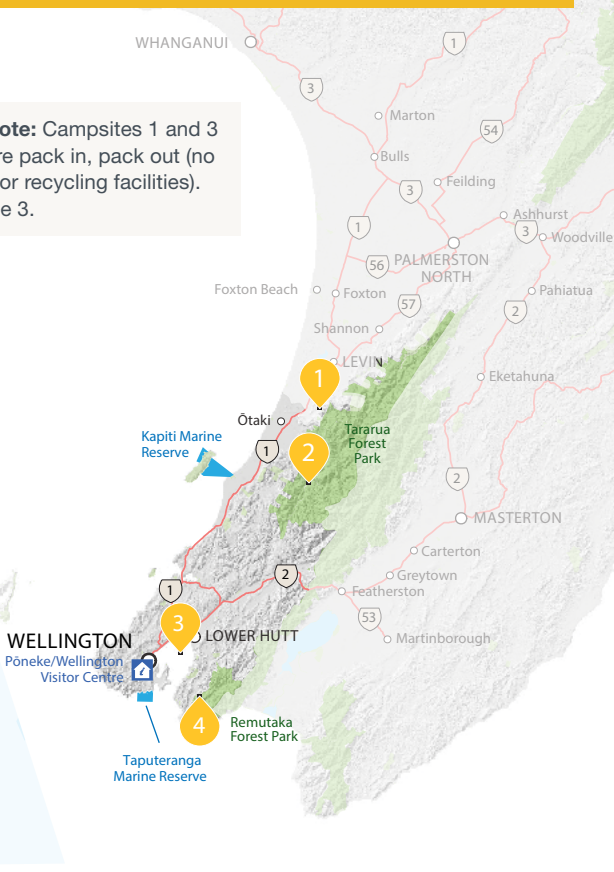 WHANGANUI
1
3
ote: Campsites 1 and 3
re pack in, pack out (no
or recycling facilities).
e 3.
Marton
54
Bulls
3
Feilding
Ashhurst
1
3
Woodville
56
PALMERSTON
NORTH
Foxton Beach
Foxton
57
Pahiatua
2
Shannon
LEVIN
1
Eketahuna
Ōtaki
Kapiti Marine
Reserve
1
Tararua
Forest
Park
2
2
MASTERTON
Carterton
2
Greytown
1
Featherston
53
3
WELLINGTON
LOWER HUTT
Martinborough
Pōneke/Wellington
Visitor Centre
4
Remutaka
Forest Park
Taputeranga
Marine Reserve